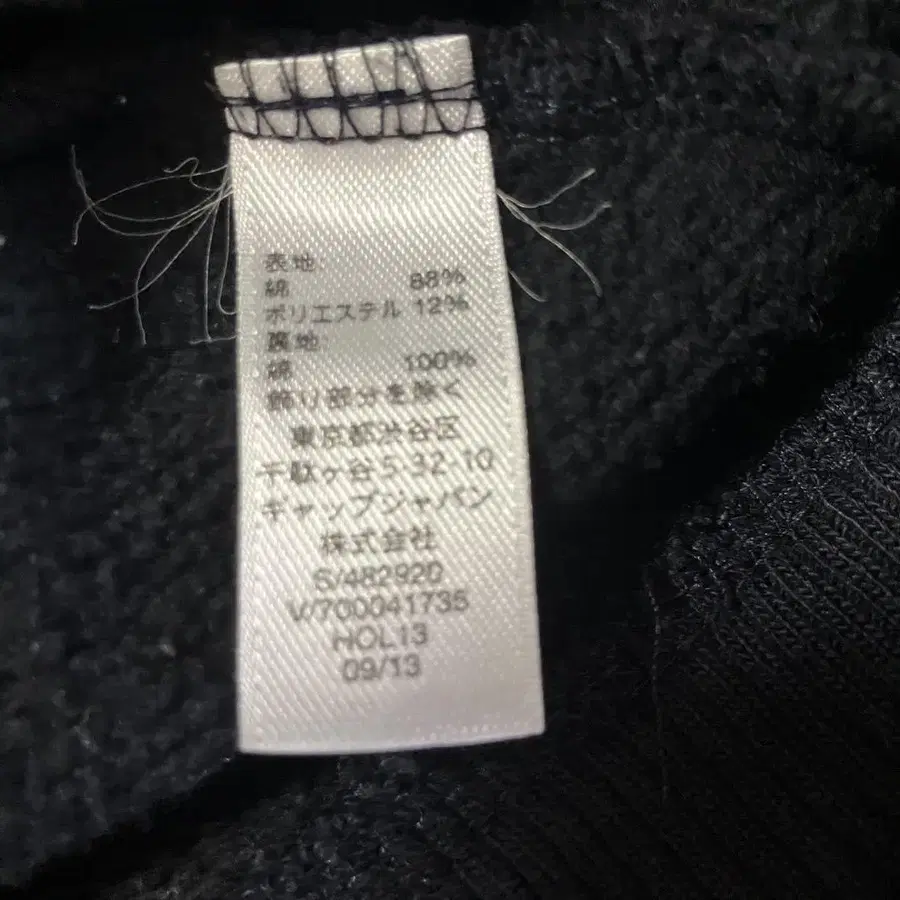 表地:
綿 88%
ポリエステル 12%
裏地:
綿 100%
飾り部分を除く
東京都渋谷区
千駄ヶ谷5-32-10
ギャップジャパン
株式会社
S/482920
V/700041735
HOL13
09/13